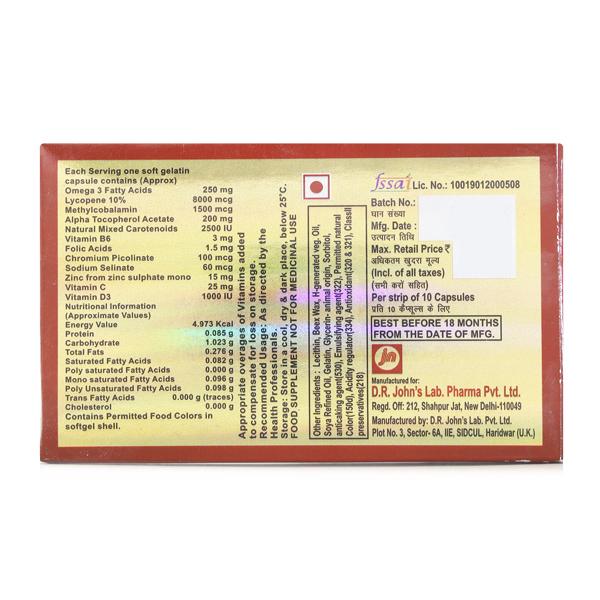 Each Serving one soft gelatin
capsule contains (Approx)
Omega 3 Fatty Acids 250 mg
Lycopene 10% 8000 mcg
Methylcobalamin 1500 mcg
Alpha Tocopherol Acetate 200 mg
Natural Mixed Carotenoids 2500 IU
Vitamin B6 3 mg
Folic Acids 1.5 mg
Chromium Picolinate 100 mcg
Sodium Selinate 60 mcg
Zinc from zinc sulphate mono 15 mg
Vitamin C 25 mg
Vitamin D3 1000 IU
Nutritional Information
(Approximate Values)
Energy Value 4.973 Kcal
Protein 0.085 g
Carbohydrate 1.023 g
Total Fats 0.276 g
Saturated Fatty Acids 0.082 g
Poly saturated Fatty Acids 0.000 g
Mono saturated Fatty Acids 0.096 g
Poly Unsaturated Fatty Acids 0.098 g
Trans Fatty Acids 0.000 g (traces)
Cholesterol 0.000 g
Contains Permitted Food Colors in
softgel shell.
Appropriate overages of Vitamins added
to compensate for loss on storage.
Recommended Usage: As directed by the
Health Professionals.
Storage: Store in a cool, dry & dark place, below 25°C.
FOOD SUPPLEMENT NOT FOR MEDICINAL USE
Other Ingredients : Lecithin, Beex Wax, H-generated veg. Oil,
Soya Refined Oil, Gelatin, Glycerin- animal origin, Sorbitol,
anticaking agent(530), Emulsifying agent(322), Permitted natural
Color(150d), Acidity regulator(334), Antioxidant(320 & 321), ClassII
preservatives(218)
fssai Lic. No.: 10019012000508
Batch No.:
घान संख्या
Mfg. Date :
उत्पादन तिथि
Max. Retail Price ₹
अधिकतम खुदरा मूल्य
(Incl. of all taxes)
(सभी करों सहित)
Per strip of 10 Capsules
प्रति 10 कैप्सूल्स के लिए
BEST BEFORE 18 MONTHS
FROM THE DATE OF MFG.
Manufactured for:
D.R. John's Lab. Pharma Pvt. Ltd.
Regd. Off: 212, Shahpur Jat, New Delhi-110049
Manufactured by: D.R. John's Lab. Pvt. Ltd.
Plot No. 3, Sector- 6A, IIE, SIDCUL, Haridwar (U.K.)